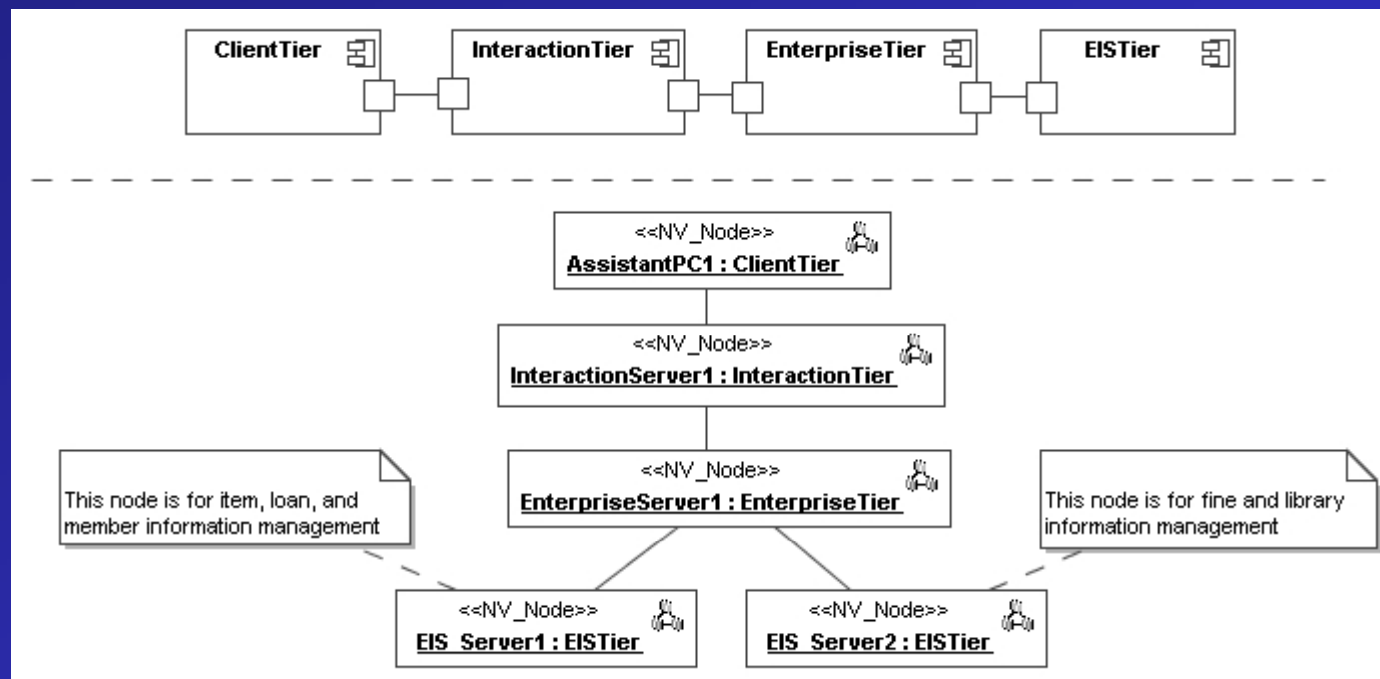 ClientTier
InteractionTier
EnterpriseTier
EISTier
<<NV_Node>>
AssistantPC1 : ClientTier
<<NV_Node>>
InteractionServer1 : InteractionTier
<<NV_Node>>
EnterpriseServer1 : EnterpriseTier
This node is for item, loan, and
member information management
This node is for fine and library
information management
<<NV_Node>>
EIS_Server1 : EISTier
<<NV_Node>>
EIS_Server2 : EISTier